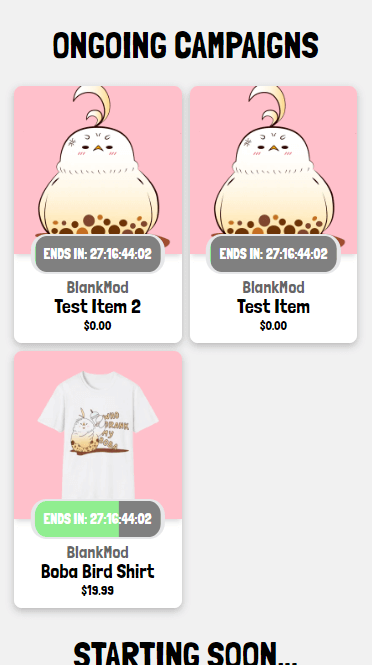 ONGOING CAMPAIGNS
ENDS IN: 27:16:44:02
BlankMod
Test Item 2
$0.00
ENDS IN: 27:16:44:02
BlankMod
Test Item
$0.00
WHO
DRANK
MY
BOBA
ENDS IN: 27:16:44:02
BlankMod
Boba Bird Shirt
$19.99
STARTING SOON...